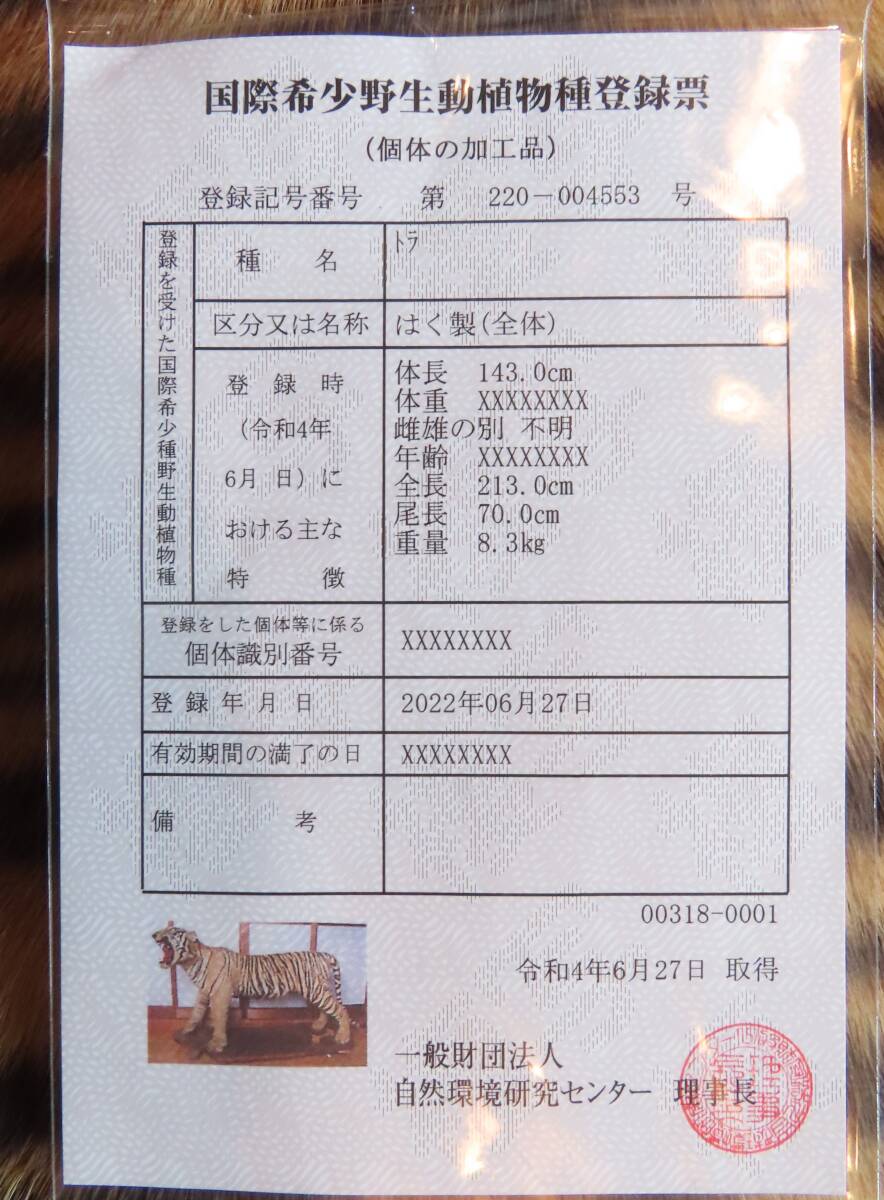 国際希少野生動植物種登録票
(個体の加工品)
登録記号番号 第 220－004553 号
登録を受けた国際希少種野生動植物種
種 名 ﾄﾗ
区分又は名称 はく製(全体)
登 録 時
(令和4年
6月 日)に
おける主な
特 徴
体長 143.0cm
体重 XXXXXXXX
雌雄の別 不明
年齢 XXXXXXXX
全長 213.0cm
尾長 70.0cm
重量 8.3kg
登録をした個体等に係る
個体識別番号
XXXXXXXX
登録年月日 2022年06月27日
有効期間の満了の日 XXXXXXXX
備 考
00318-0001
令和4年6月27日 取得
一般財団法人
自然環境研究センター 理事長